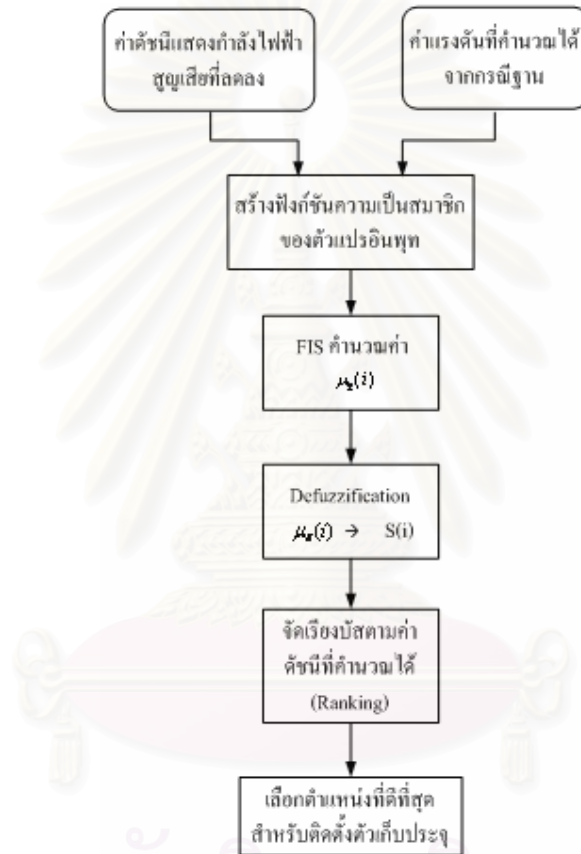 ค่าดัชนีแสดงกำลังไฟฟ้า
สูญเสียที่ลดลง
ค่าแรงดันที่คำนวณได้
จากกรณีฐาน
สร้างฟังก์ชันความเป็นสมาชิก
ของตัวแปรอินพุท
FIS คำนวณค่า
μₛ(i)
Defuzzification
μₛ(i) → S(i)
จัดเรียงบัสตามค่า
ดัชนีที่คำนวณได้
(Ranking)
เลือกตำแหน่งที่ดีที่สุด
สำหรับติดตั้งตัวเก็บประจุ